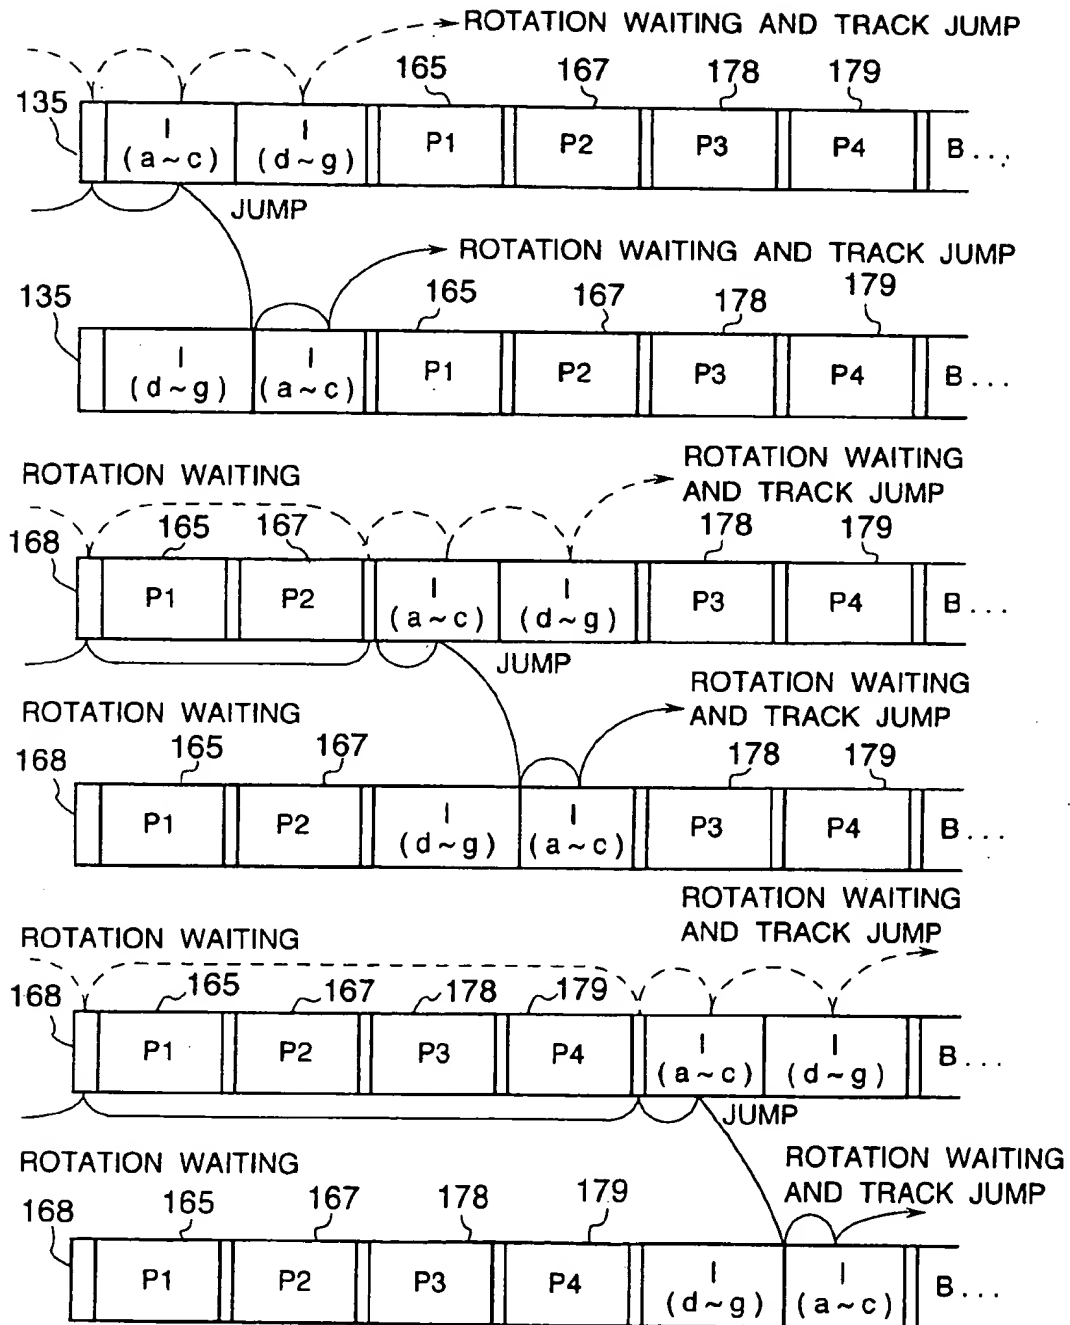 ROTATION WAITING AND TRACK JUMP
165 167 178 179
135
I (a~c) I (d~g) P1 P2 P3 P4 B...
JUMP
ROTATION WAITING AND TRACK JUMP
135 165 167 178 179
I (d~g) I (a~c) P1 P2 P3 P4 B...
ROTATION WAITING
ROTATION WAITING
AND TRACK JUMP
168 165 167 178 179
P1 P2 I (a~c) I (d~g) P3 P4 B...
JUMP
ROTATION WAITING
ROTATION WAITING
AND TRACK JUMP
168 165 167 178 179
P1 P2 I (d~g) I (a~c) P3 P4 B...
ROTATION WAITING
ROTATION WAITING
AND TRACK JUMP
168 165 167 178 179
P1 P2 P3 P4 I (a~c) I (d~g) B...
JUMP
ROTATION WAITING
ROTATION WAITING
AND TRACK JUMP
168 165 167 178 179
P1 P2 P3 P4 I (d~g) I (a~c) B...